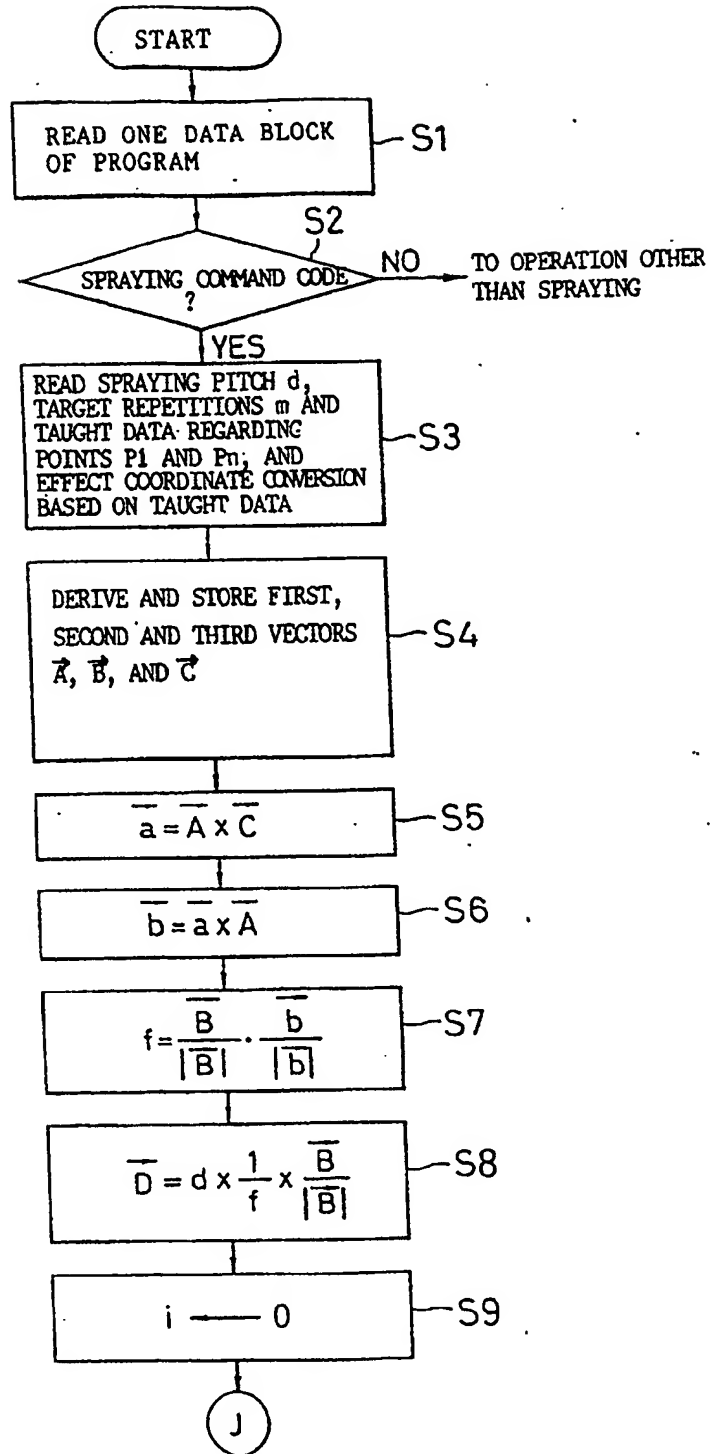 START
READ ONE DATA BLOCK
OF PROGRAM
S1
S2
SPRAYING COMMAND CODE
?
NO
TO OPERATION OTHER
THAN SPRAYING
YES
READ SPRAYING PITCH d,
TARGET REPETITIONS m AND
TAUGHT DATA REGARDING
POINTS P1 AND Pn; AND
EFFECT COORDINATE CONVERSION
BASED ON TAUGHT DATA
S3
DERIVE AND STORE FIRST,
SECOND AND THIRD VECTORS
A⃗, B⃗, AND C⃗
S4
a⃗ = A⃗ x C⃗
S5
b⃗ = a⃗ x A⃗
S6
f = B⃗/|B⃗| · b⃗/|b⃗|
S7
D⃗ = d x 1/f x B⃗/|B⃗|
S8
i ← 0
S9
J